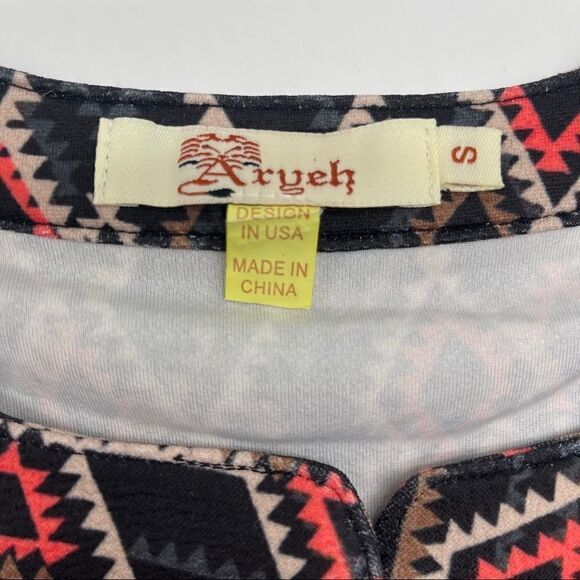 Aryeh
S
DESIGN
IN USA
MADE IN
CHINA